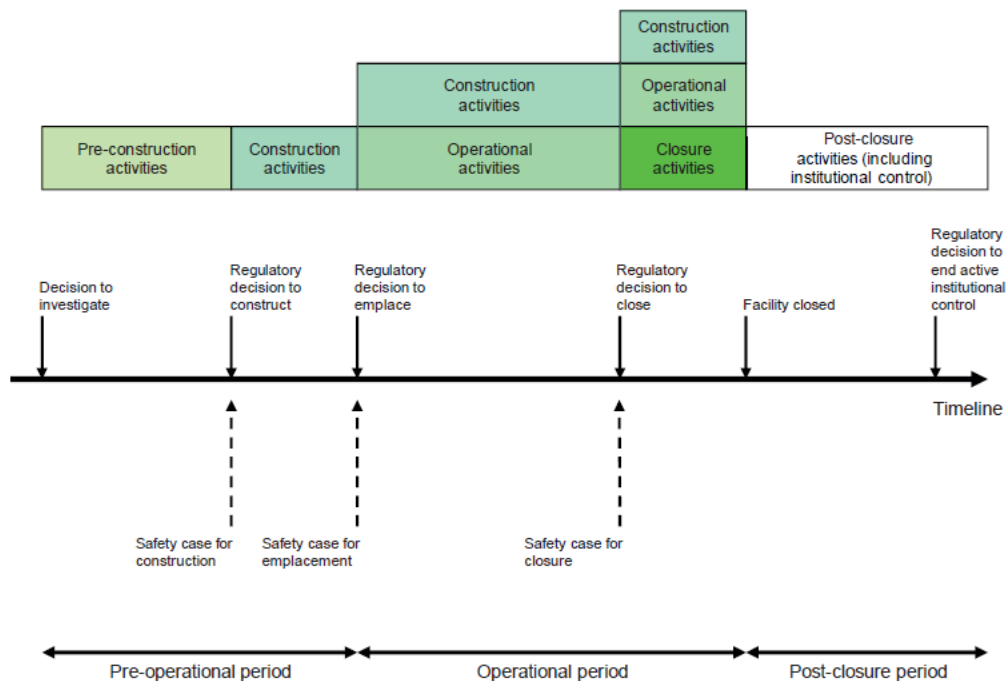 Construction
activities
Construction
activities
Operational
activities
Pre-construction
activities
Construction
activities
Operational
activities
Closure
activities
Post-closure
activities (including
institutional control)
Decision to
investigate
Regulatory
decision to
construct
Regulatory
decision to
emplace
Regulatory
decision to
close
Facility closed
Regulatory
decision to
end active
institutional
control
Timeline
Safety case for
construction
Safety case for
emplacement
Safety case for
closure
Pre-operational period
Operational period
Post-closure period